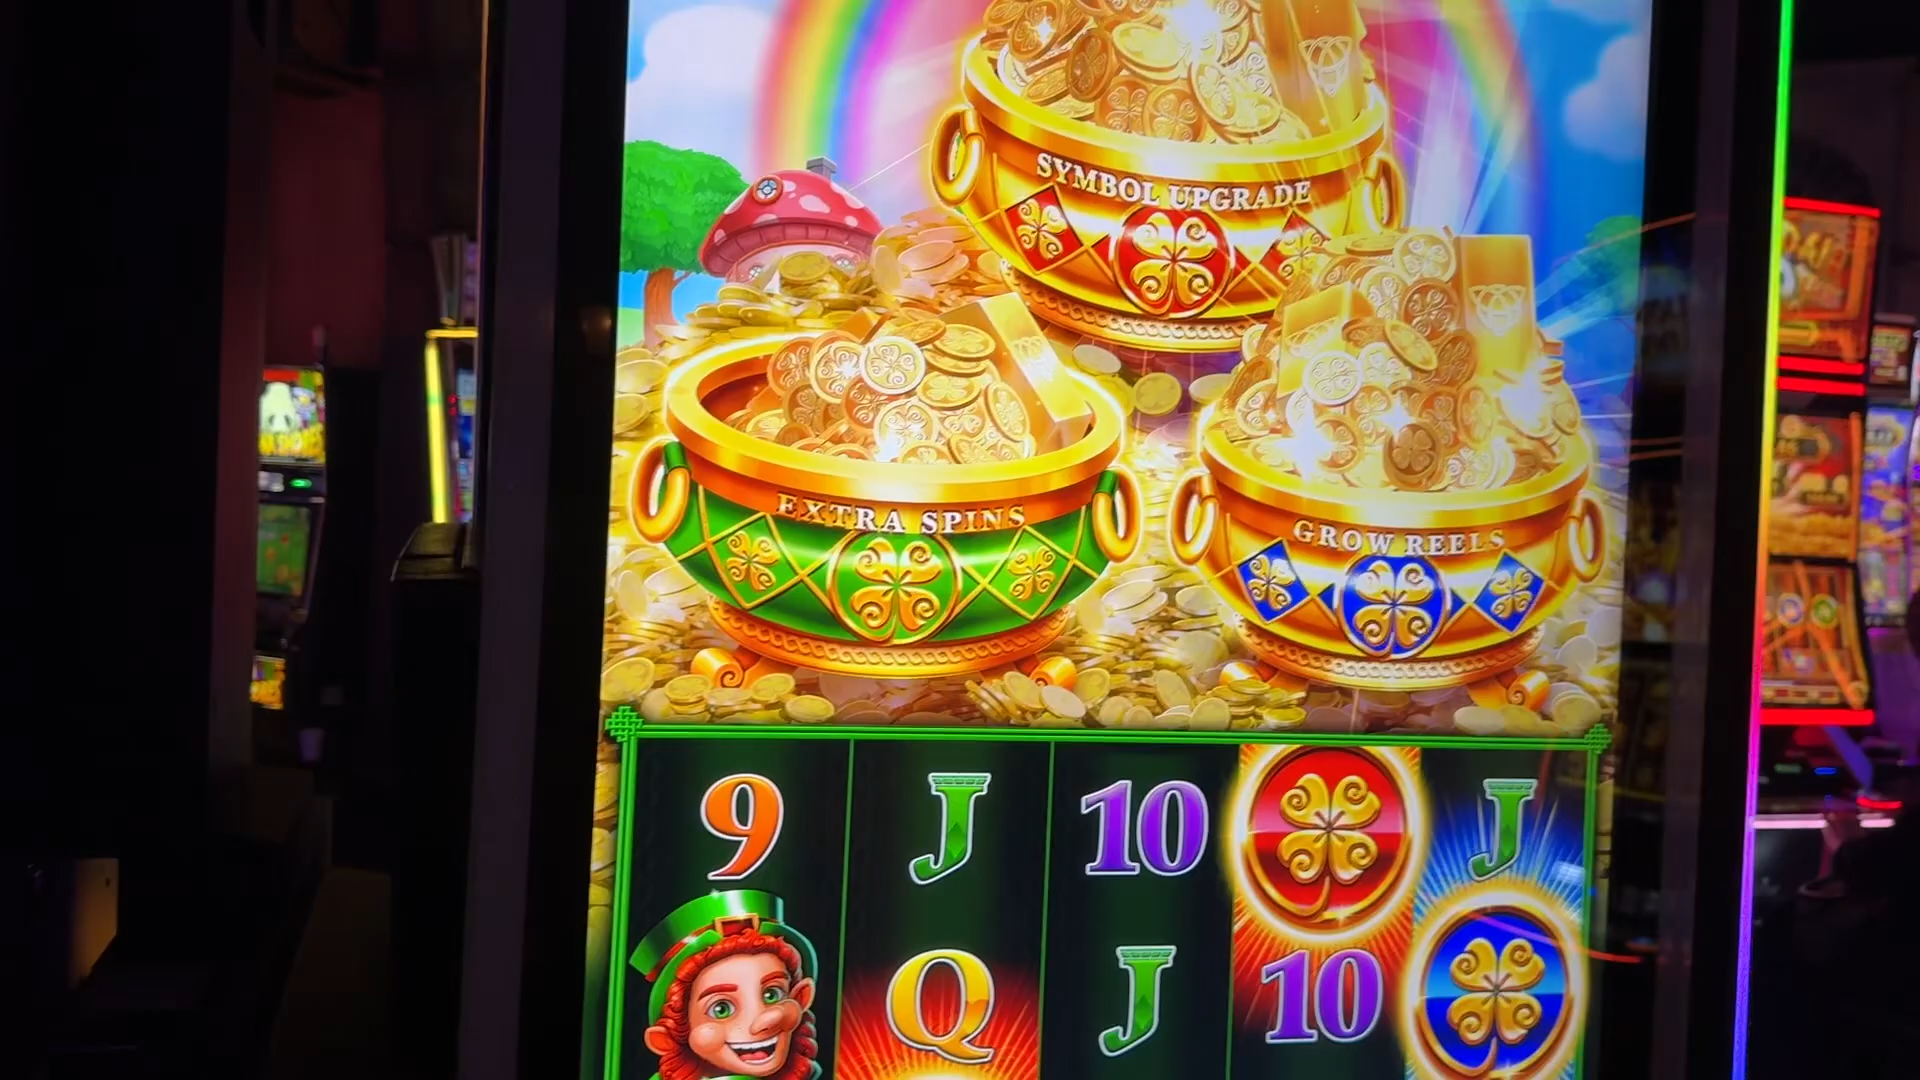 SYMBOL UPGRADE
EXTRA SPINS
GROW REELS
9 J 10 J
Q J 10